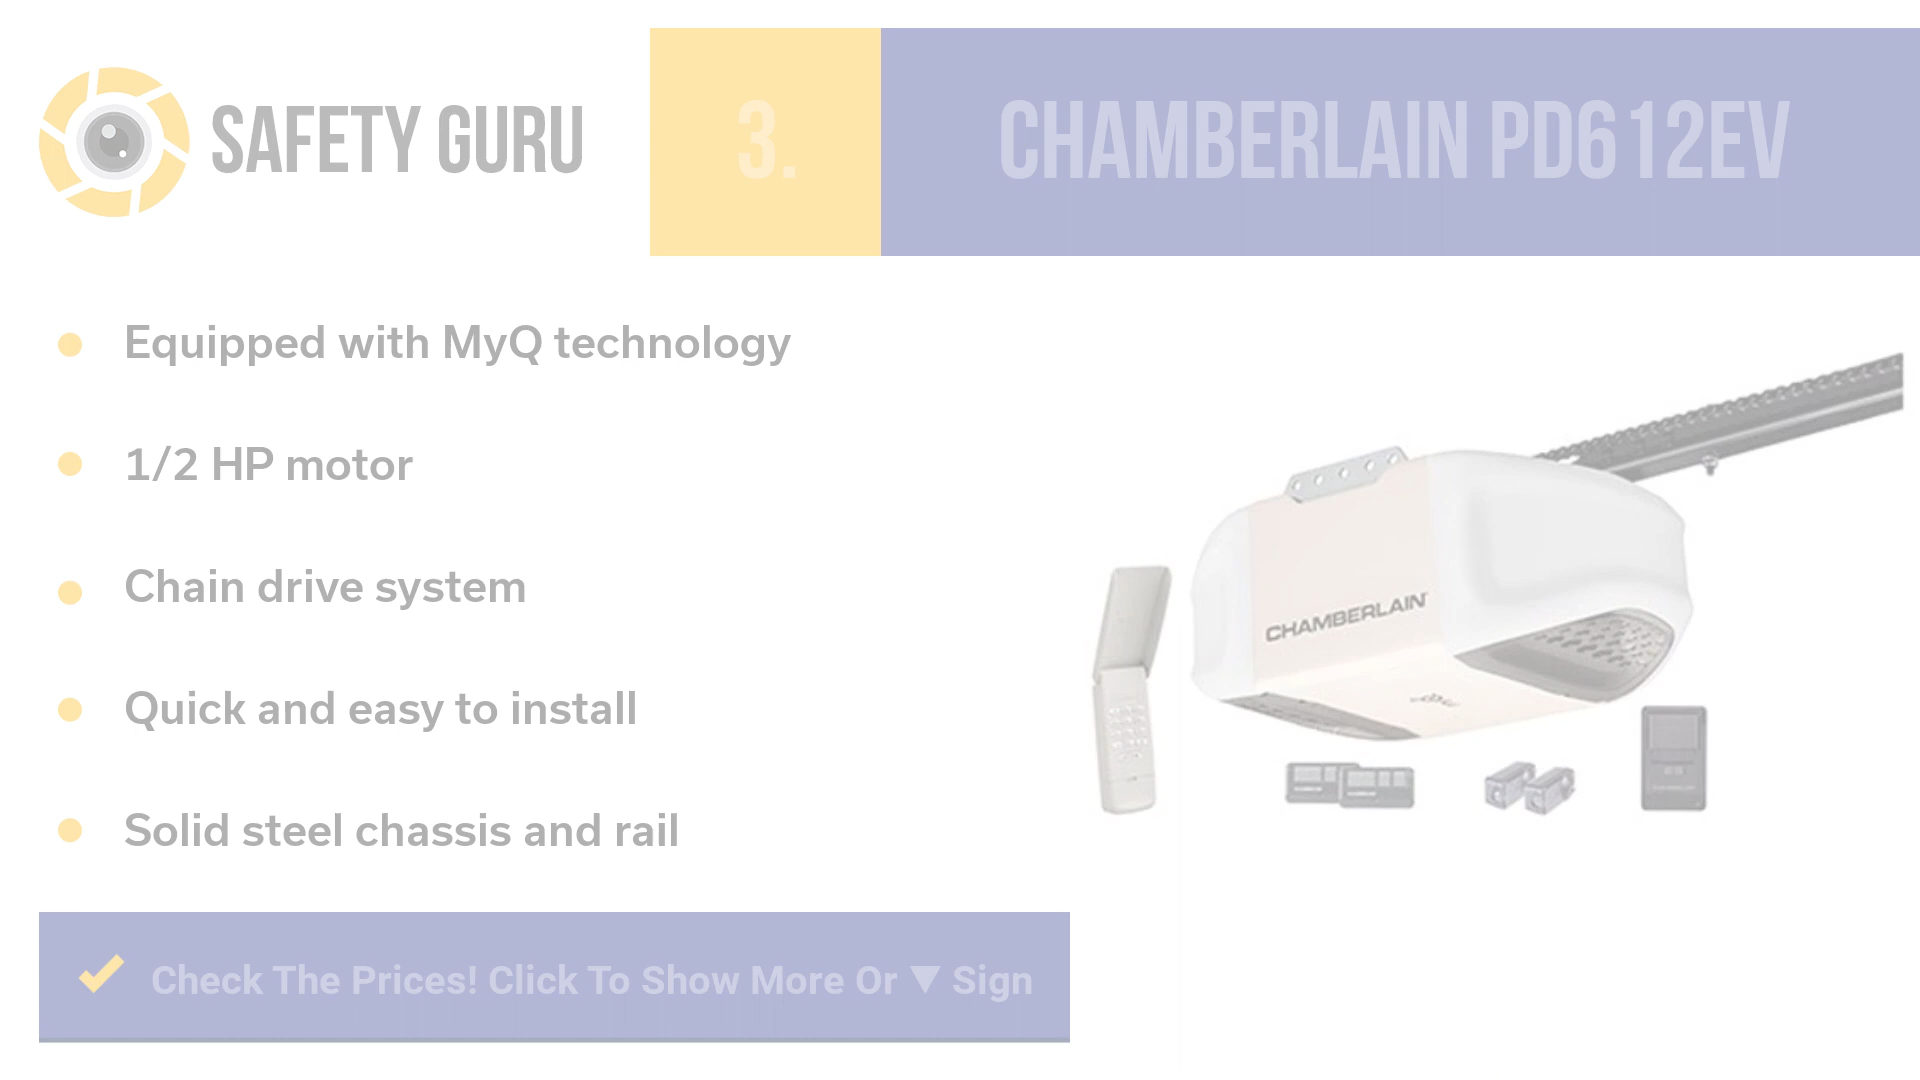 SAFETY GURU
3.
CHAMBERLAIN PD612EV
Equipped with MyQ technology
1/2 HP motor
Chain drive system
Quick and easy to install
Solid steel chassis and rail
CHAMBERLAIN
Check The Prices! Click To Show More Or ▼ Sign